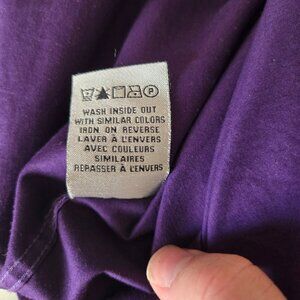 WASH INSIDE OUT
WITH SIMILAR COLORS
IRON ON REVERSE
LAVER À L'ENVERS
AVEC COULEURS
SIMILAIRES
REPASSER À L'ENVERS